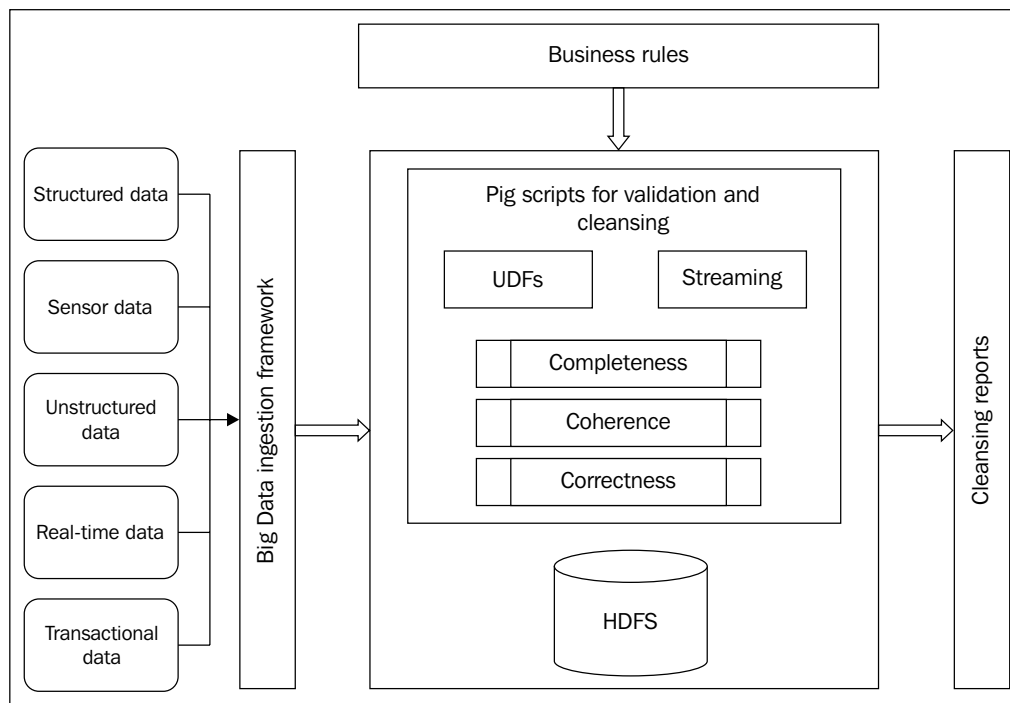 Business rules
Structured data
Sensor data
Unstructured
data
Real-time data
Transactional
data
Big Data ingestion framework
Pig scripts for validation and
cleansing
UDFs
Streaming
Completeness
Coherence
Correctness
HDFS
Cleansing reports